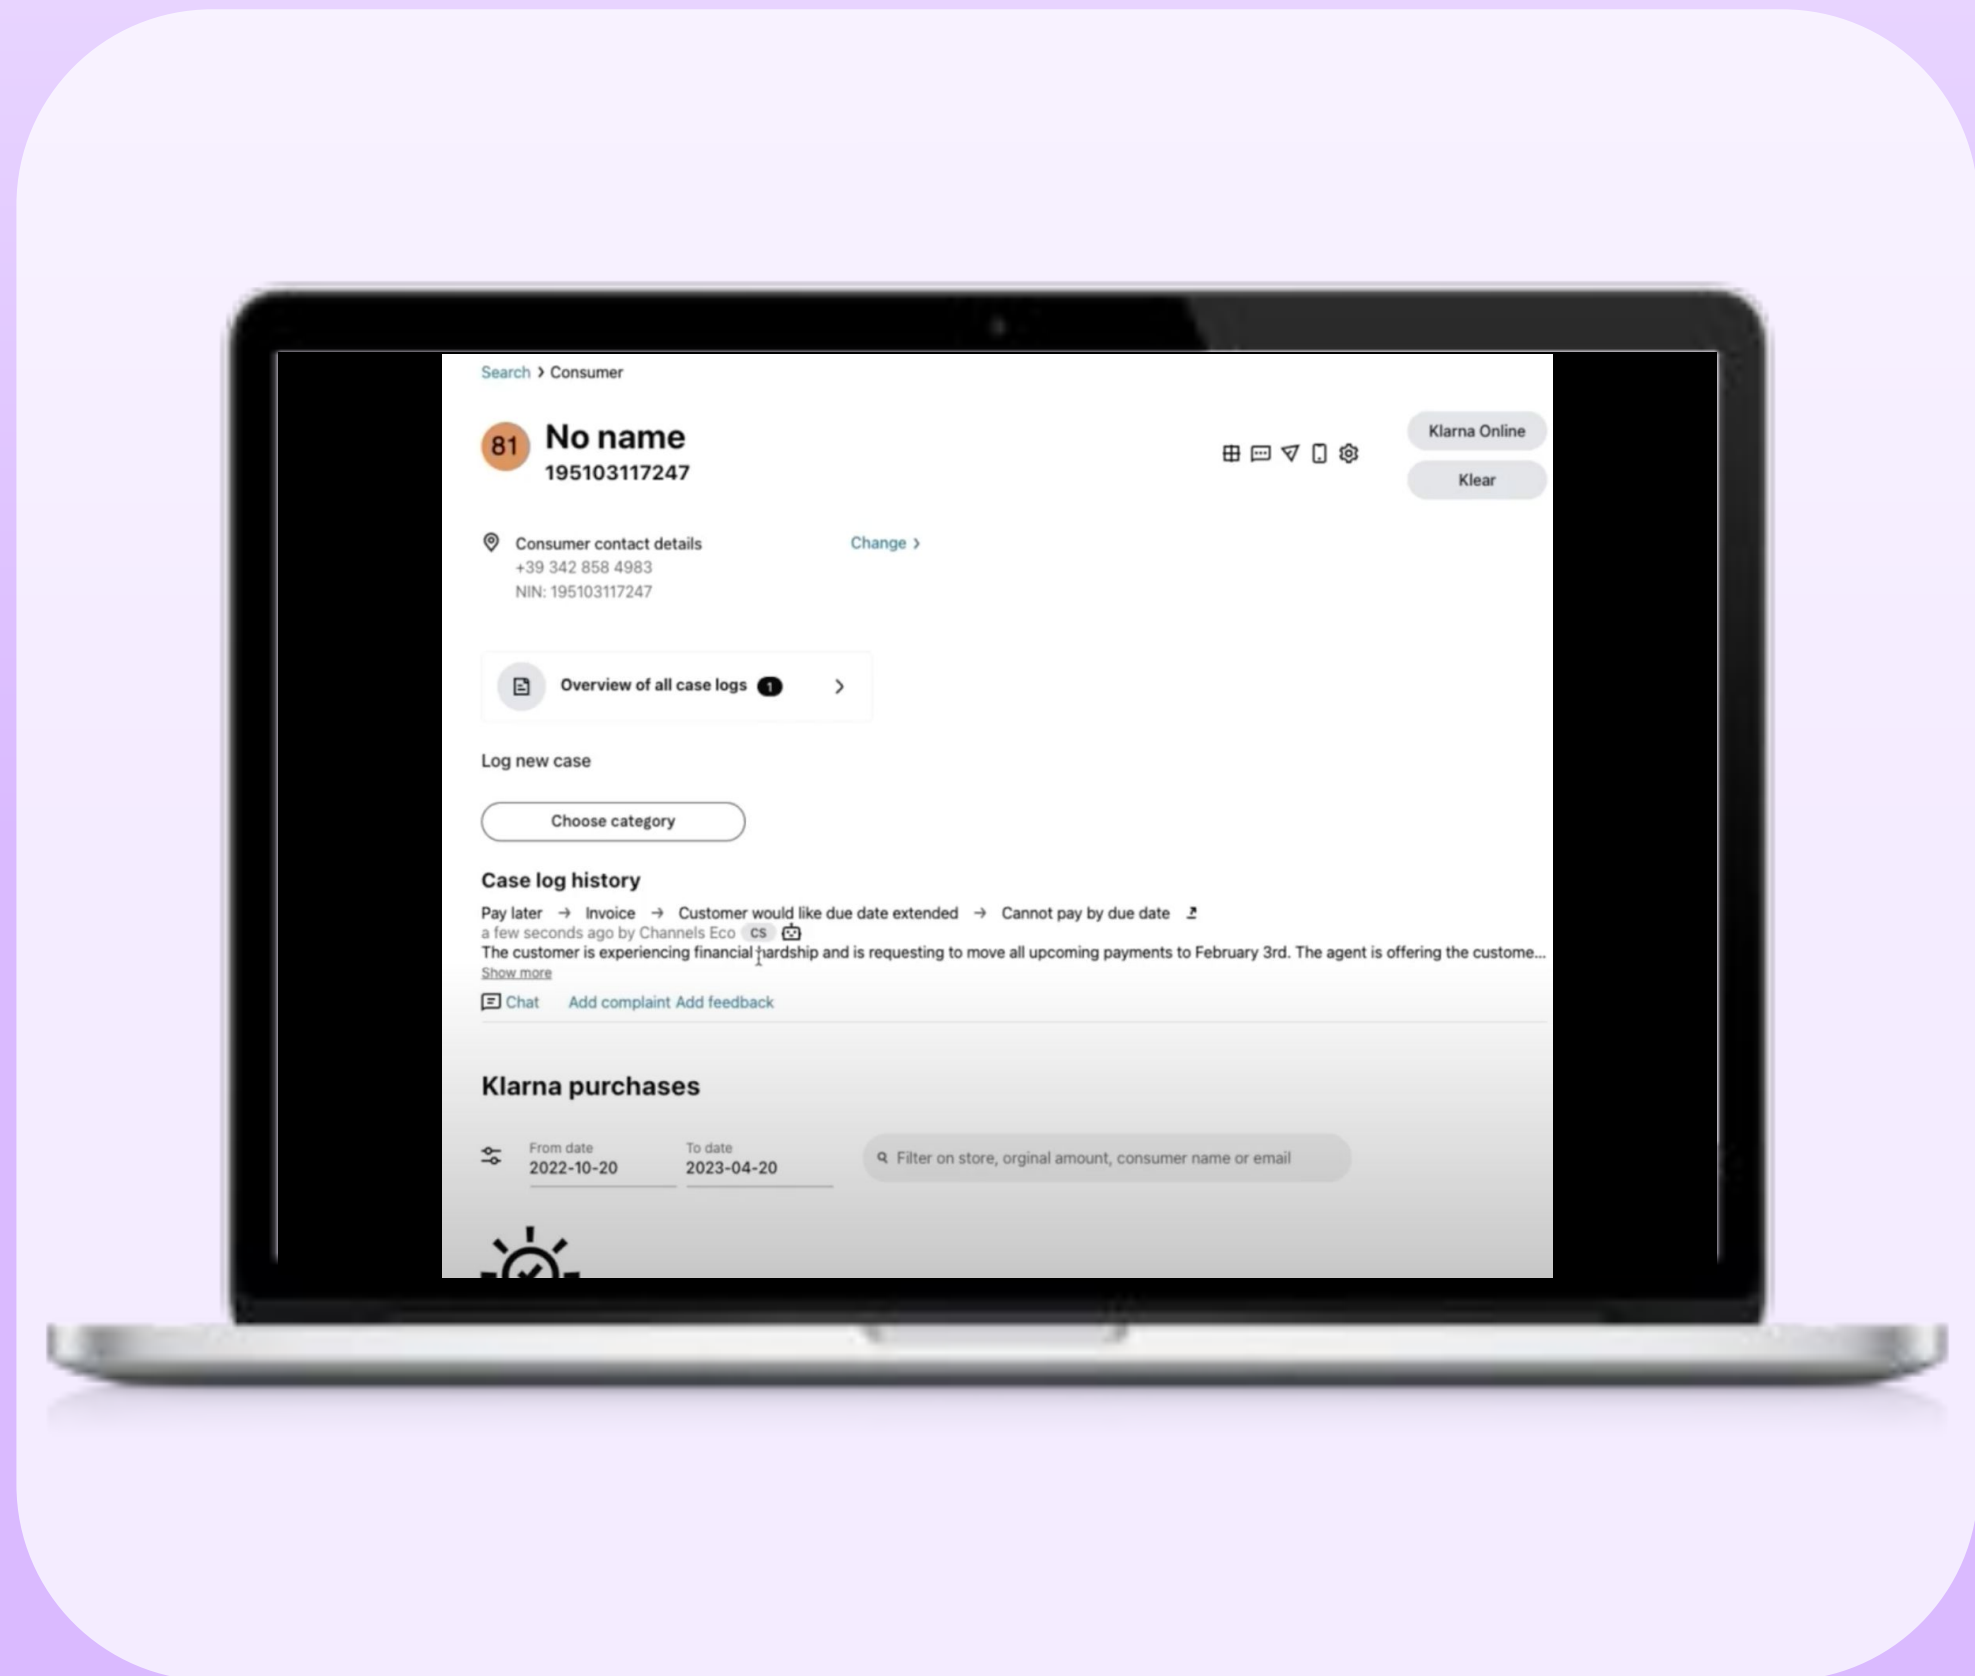 Search > Consumer
81
No name
195103117247
Klarna Online
Klear
Consumer contact details
Change >
+39 342 858 4983
NIN: 195103117247
Overview of all case logs 1
Log new case
Choose category
Case log history
Pay later → Invoice → Customer would like due date extended → Cannot pay by due date
a few seconds ago by Channels Eco CS
The customer is experiencing financial hardship and is requesting to move all upcoming payments to February 3rd. The agent is offering the custome...
Show more
Chat Add complaint Add feedback
Klarna purchases
From date To date
2022-10-20 2023-04-20
Filter on store, orginal amount, consumer name or email